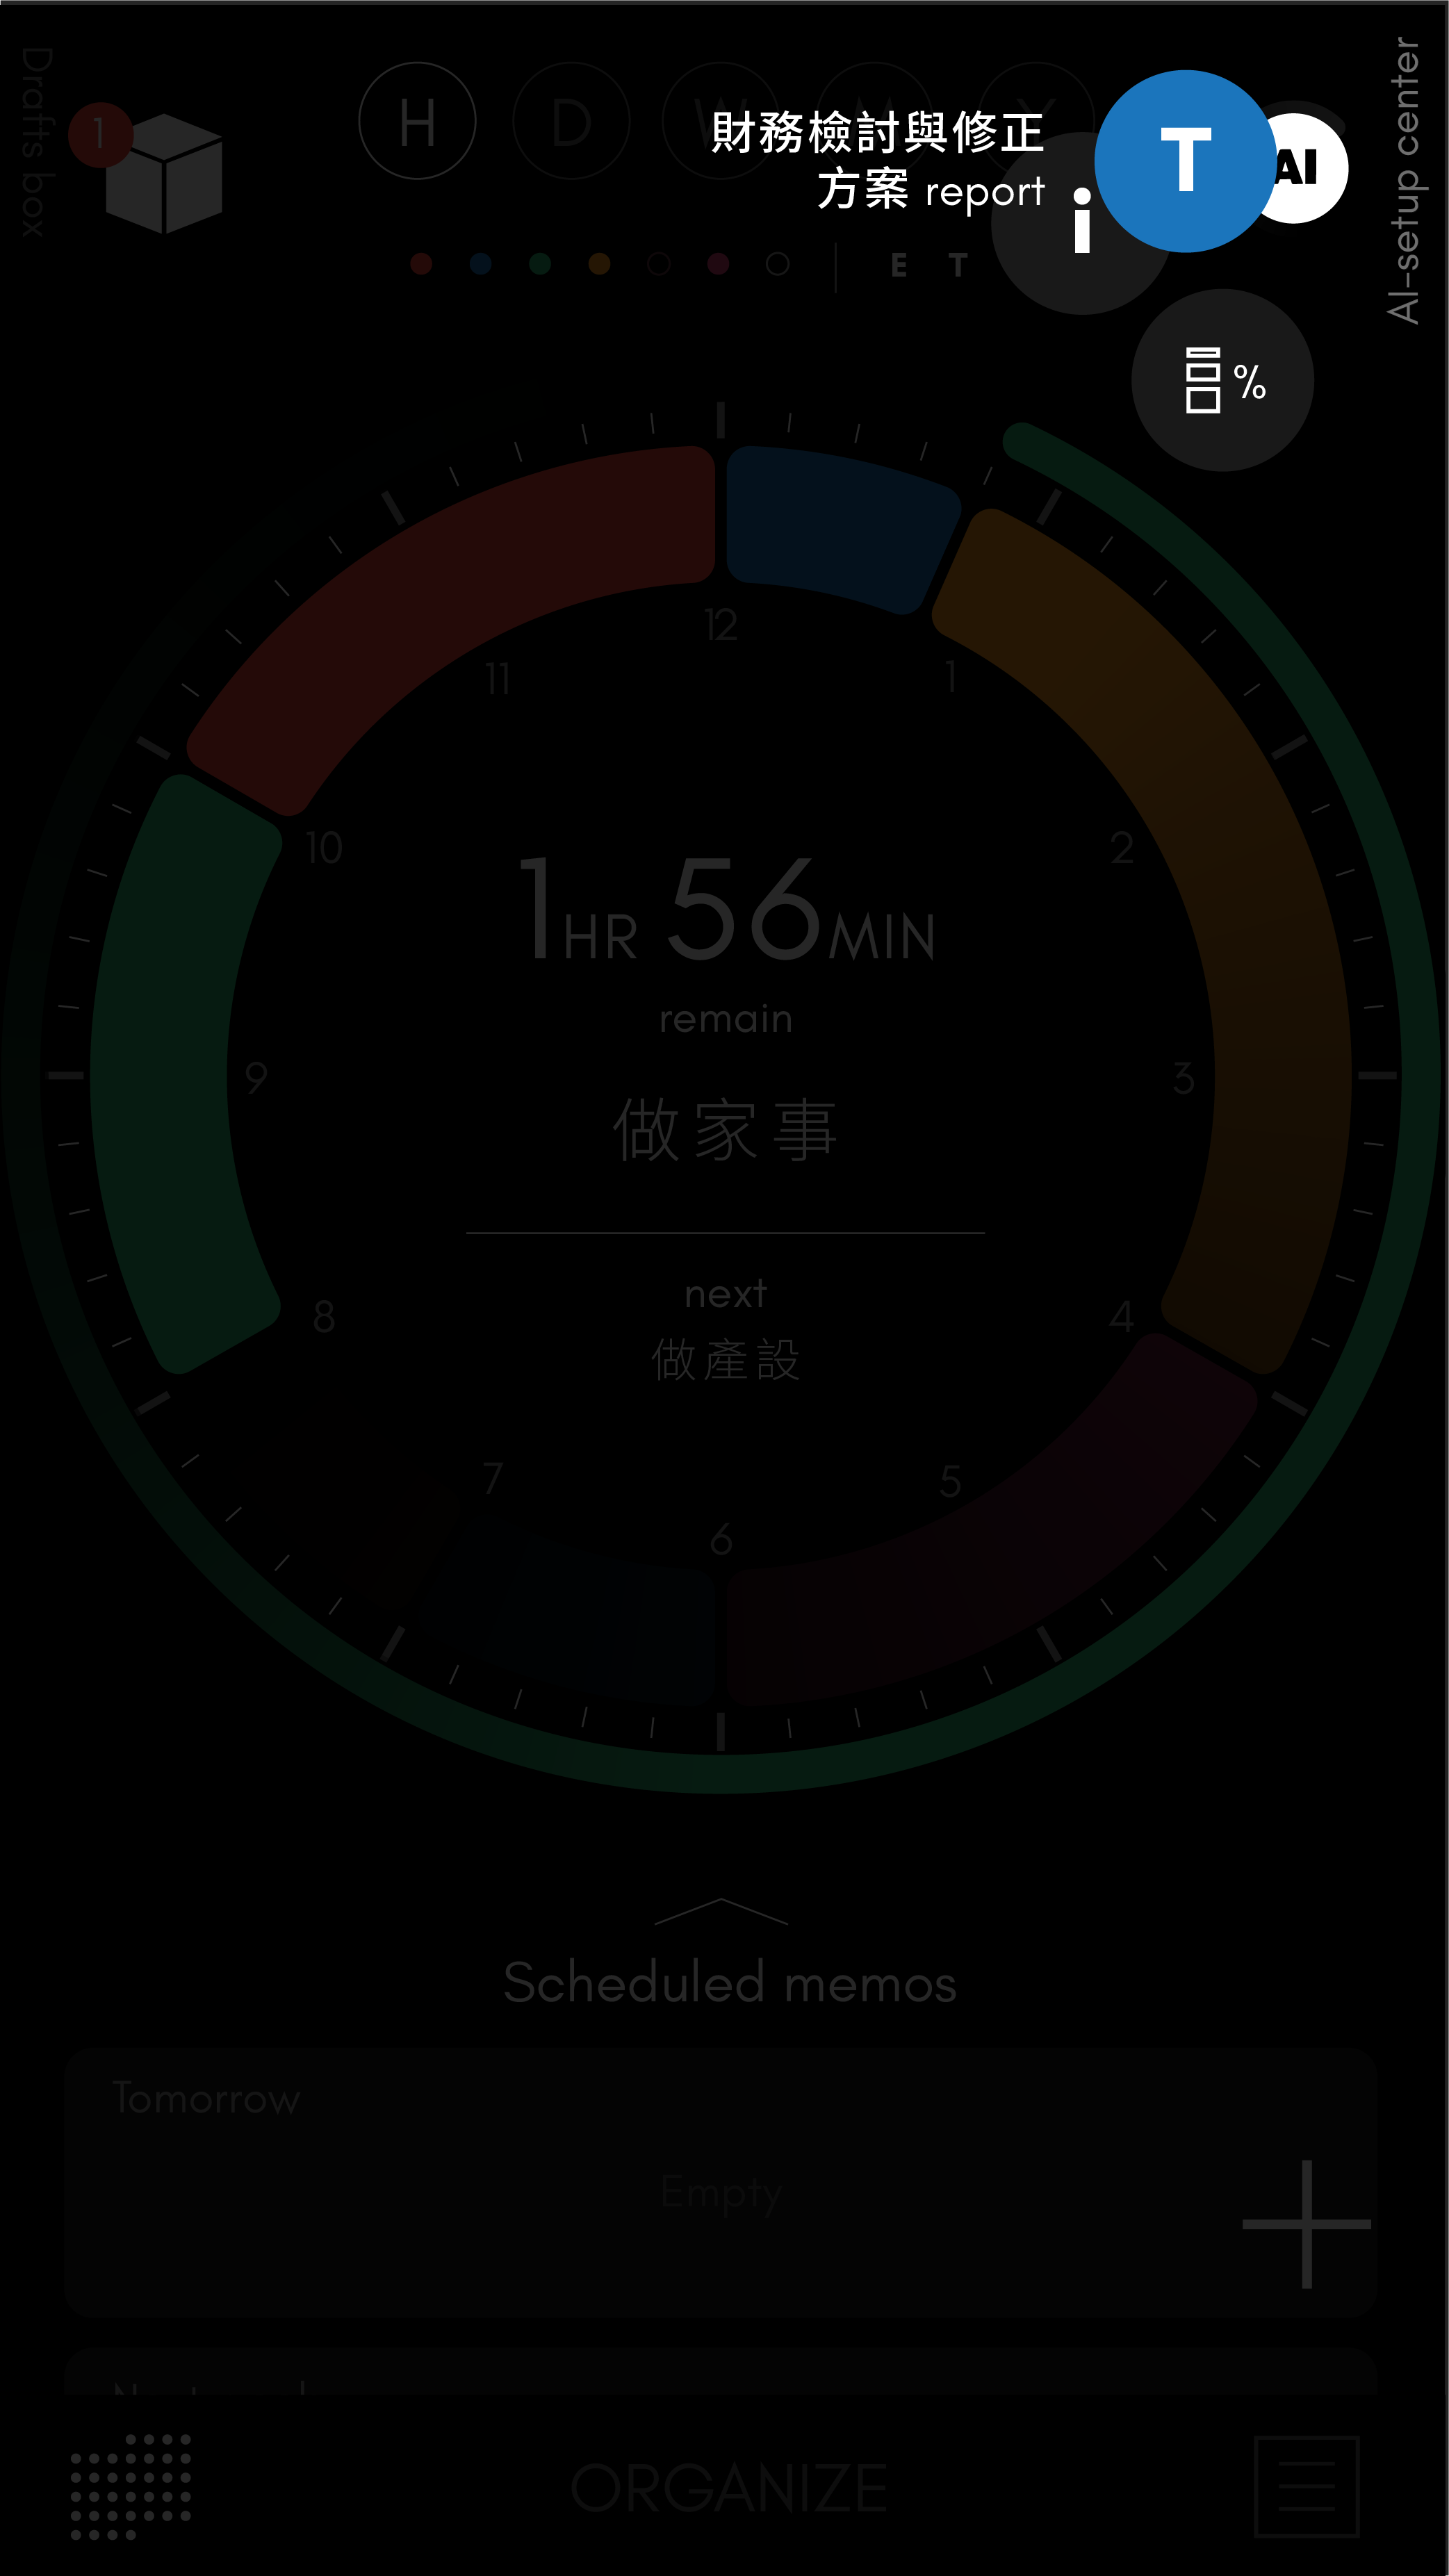 Drafts box
1
H D W M Y
財務檢討與修正
方案 report
T
AI
i
AI-setup center
E T
%
12
11
1
10
2
9
3
8
4
7
5
6
1HR 56MIN
remain
做家事
next
做產設
Scheduled memos
Tomorrow
Empty
ORGANIZE